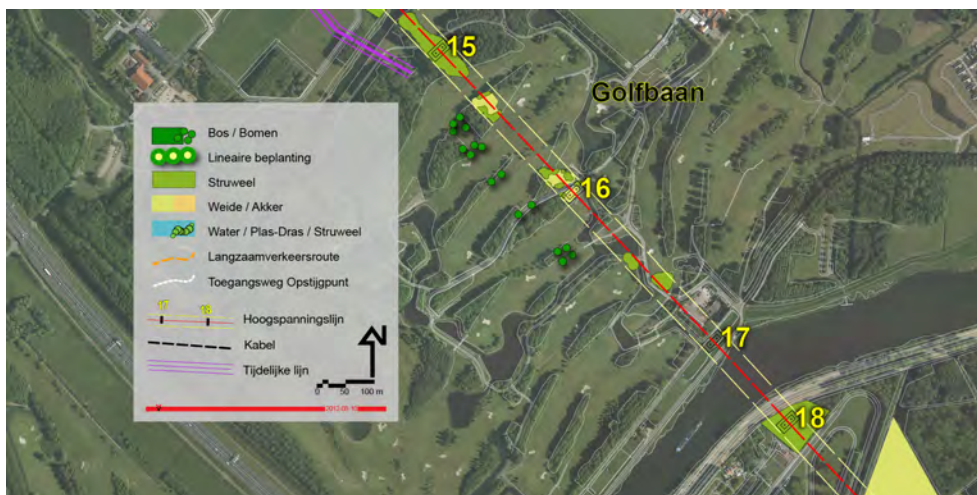 15
Golfbaan
16
17
18
Bos / Bomen
Lineaire beplanting
Struweel
Weide / Akker
Water / Plas-Dras / Struweel
Langzaamverkeersroute
Toegangsweg Opstijgpunt
17 18
Hoogspanningslijn
Kabel
Tijdelijke lijn
N
0 50 100 m